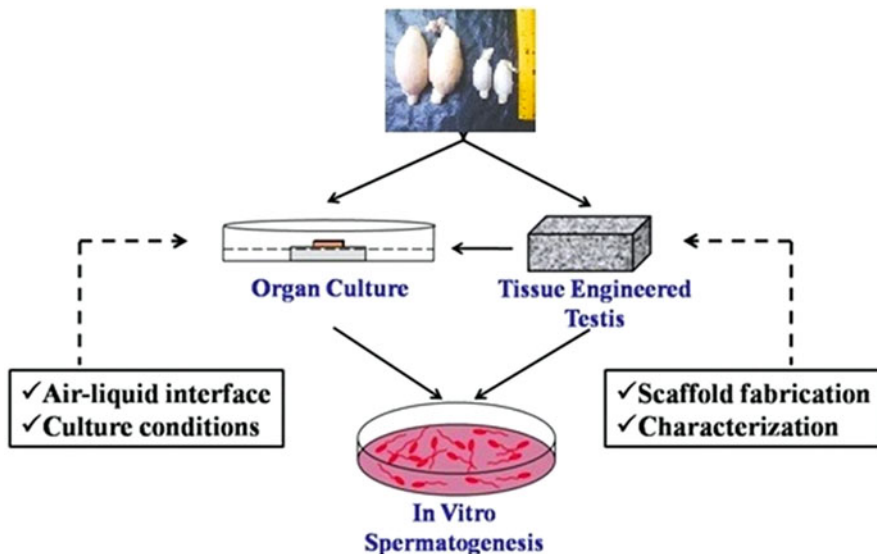 Organ Culture
Tissue Engineered
Testis
✓Air-liquid interface
✓Culture conditions
✓Scaffold fabrication
✓Characterization
In Vitro
Spermatogenesis